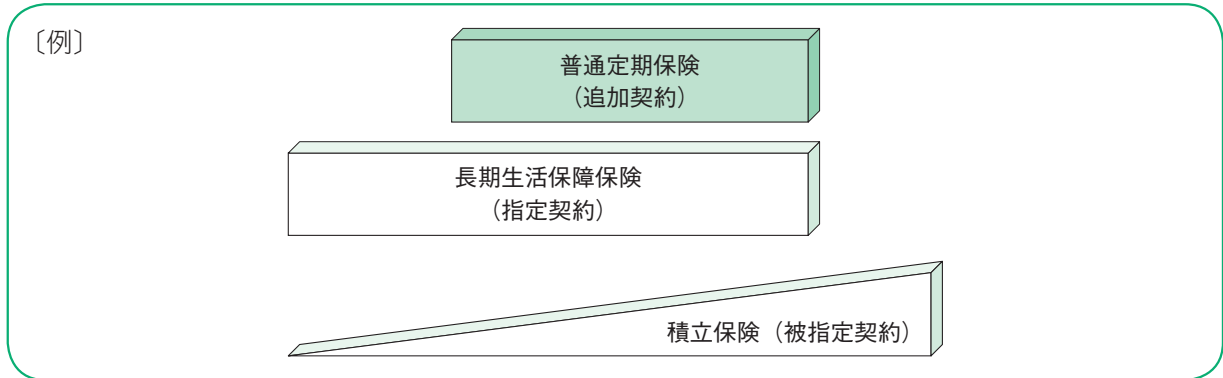 〔例〕
普通定期保険
（追加契約）
長期生活保障保険
（指定契約）
積立保険（被指定契約）